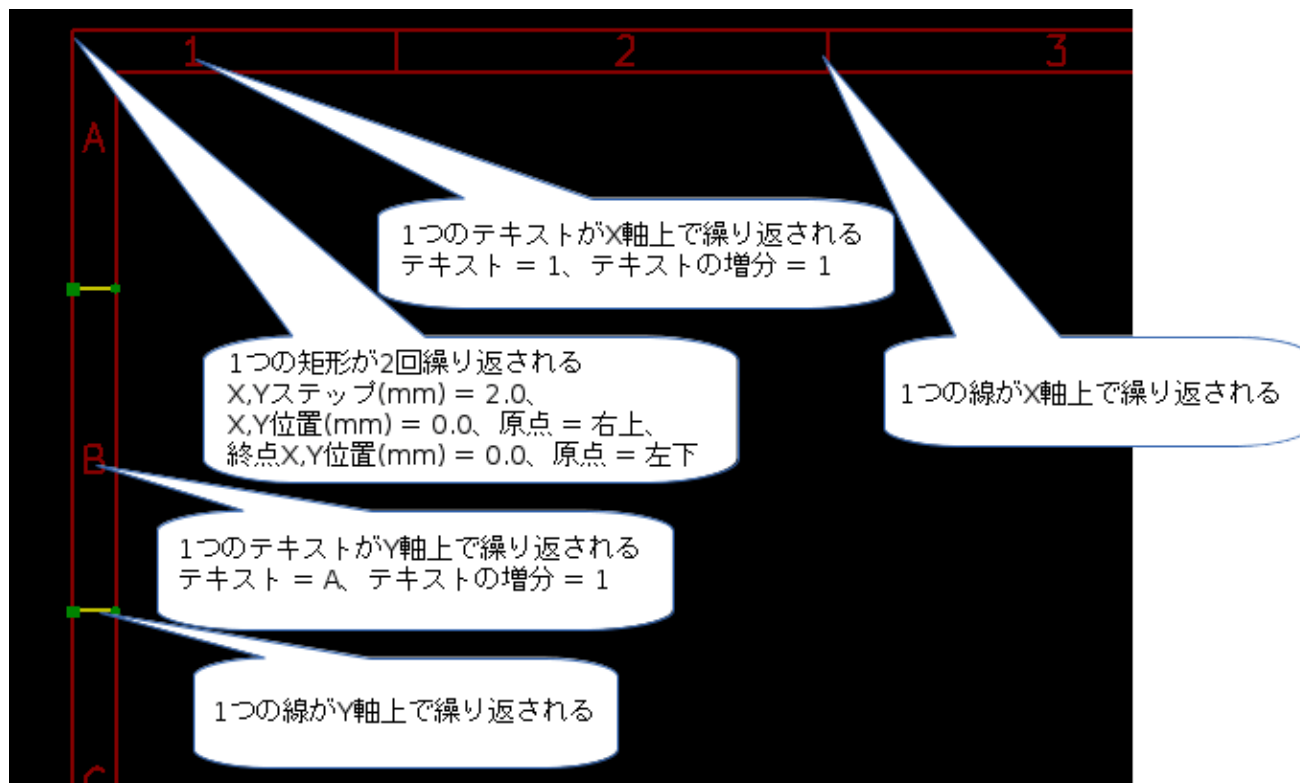 1
2
3
A
1つのテキストがX軸上で繰り返される
テキスト = 1、テキストの増分 = 1
1つの矩形が2回繰り返される
X,Yステップ(mm) = 2.0、
X,Y位置(mm) = 0.0、原点 = 右上、
終点X,Y位置(mm) = 0.0、原点 = 左下
1つの線がX軸上で繰り返される
B
1つのテキストがY軸上で繰り返される
テキスト = A、テキストの増分 = 1
1つの線がY軸上で繰り返される
C